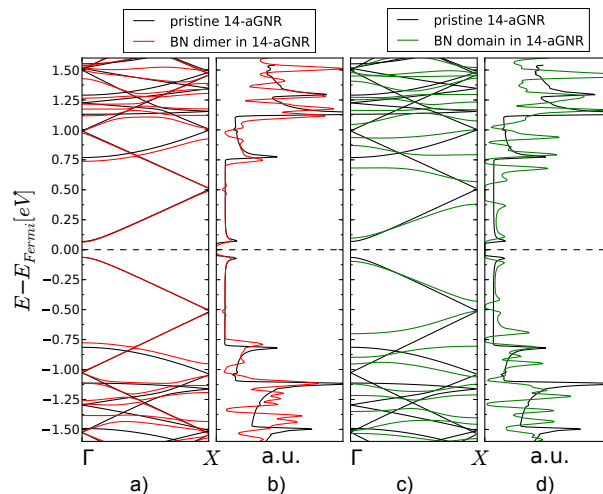 pristine 14-aGNR
BN dimer in 14-aGNR
pristine 14-aGNR
BN domain in 14-aGNR
E−E_Fermi [eV]
1.50
1.25
1.00
0.75
0.50
0.25
0.00
−0.25
−0.50
−0.75
−1.00
−1.25
−1.50
Γ X a.u. Γ X a.u.
a) b) c) d)